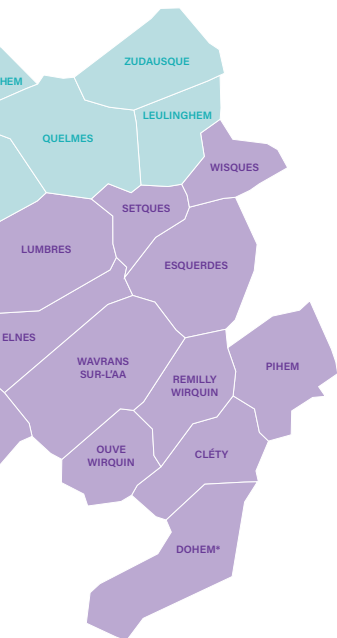 ZUDAUSQUE
HEM
LEULINGHEM
QUELMES
WISQUES
SETQUES
LUMBRES
ESQUERDES
ELNES
WAVRANS
SUR-L'AA
PIHEM
REMILLY
WIRQUIN
OUVE
WIRQUIN
CLÉTY
DOHEM*